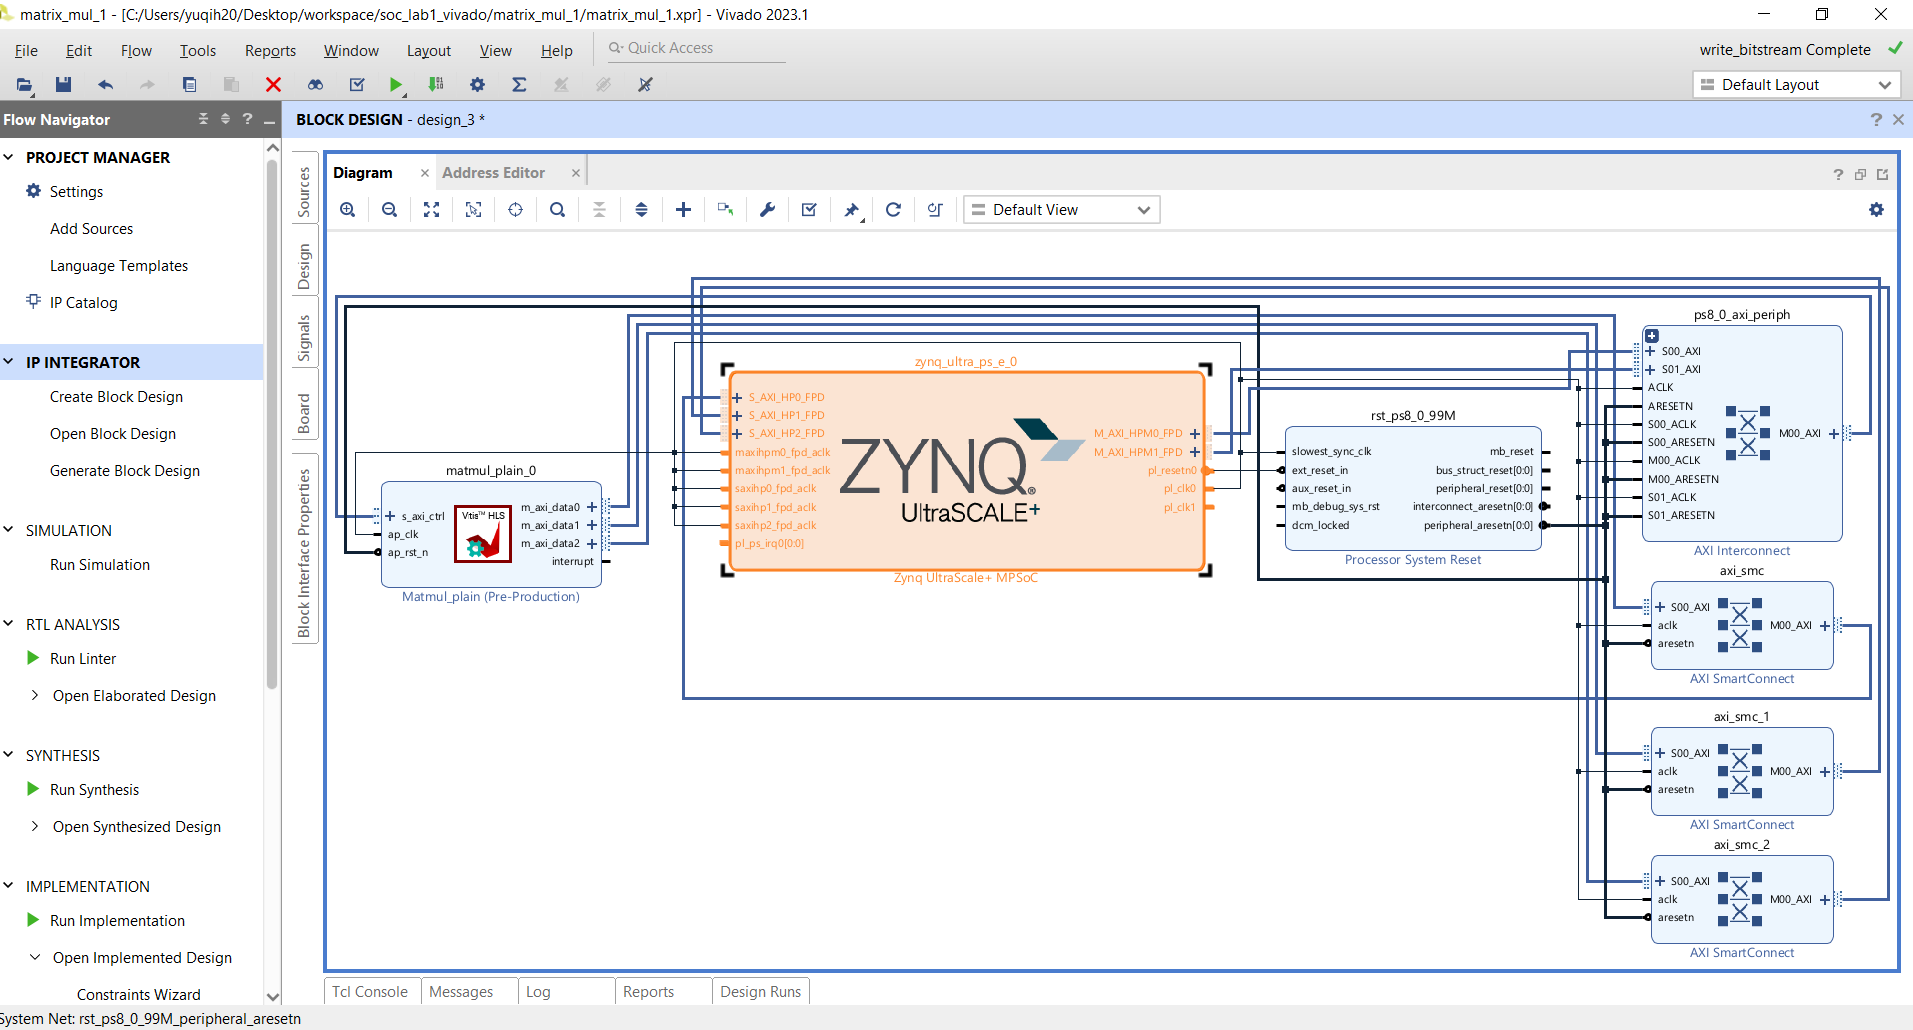 matrix_mul_1 - [C:/Users/yuqih20/Desktop/workspace/soc_lab1_vivado/matrix_mul_1/matrix_mul_1.xpr] - Vivado 2023.1
File Edit Flow Tools Reports Window Layout View Help Quick Access
write_bitstream Complete
Default Layout
Flow Navigator
PROJECT MANAGER
Settings
Add Sources
Language Templates
IP Catalog
IP INTEGRATOR
Create Block Design
Open Block Design
Generate Block Design
SIMULATION
Run Simulation
RTL ANALYSIS
Run Linter
Open Elaborated Design
SYNTHESIS
Run Synthesis
Open Synthesized Design
IMPLEMENTATION
Run Implementation
Open Implemented Design
Constraints Wizard
BLOCK DESIGN - design_3 *
Sources
Design
Signals
Board
Block Interface Properties
Diagram
Address Editor
Default View
matmul_plain_0
s_axi_ctrl
ap_clk
ap_rst_n
Vitis™ HLS
m_axi_data0
m_axi_data1
m_axi_data2
interrupt
Matmul_plain (Pre-Production)
zynq_ultra_ps_e_0
S_AXI_HP0_FPD
S_AXI_HP1_FPD
S_AXI_HP2_FPD
maxihpm0_fpd_aclk
maxihpm1_fpd_aclk
saxihp0_fpd_aclk
saxihp1_fpd_aclk
saxihp2_fpd_aclk
pl_ps_irq0[0:0]
ZYNQ®
UltraSCALE+
M_AXI_HPM0_FPD
M_AXI_HPM1_FPD
pl_resetn0
pl_clk0
pl_clk1
Zynq UltraScale+ MPSoC
rst_ps8_0_99M
slowest_sync_clk
ext_reset_in
aux_reset_in
mb_debug_sys_rst
dcm_locked
mb_reset
bus_struct_reset[0:0]
peripheral_reset[0:0]
interconnect_aresetn[0:0]
peripheral_aresetn[0:0]
Processor System Reset
ps8_0_axi_periph
S00_AXI
S01_AXI
ACLK
ARESETN
S00_ACLK
S00_ARESETN
M00_ACLK
M00_ARESETN
S01_ACLK
S01_ARESETN
M00_AXI
AXI Interconnect
axi_smc
S00_AXI
aclk
aresetn
M00_AXI
AXI SmartConnect
axi_smc_1
S00_AXI
aclk
aresetn
M00_AXI
AXI SmartConnect
axi_smc_2
S00_AXI
aclk
aresetn
M00_AXI
AXI SmartConnect
Tcl Console
Messages
Log
Reports
Design Runs
System Net: rst_ps8_0_99M_peripheral_aresetn